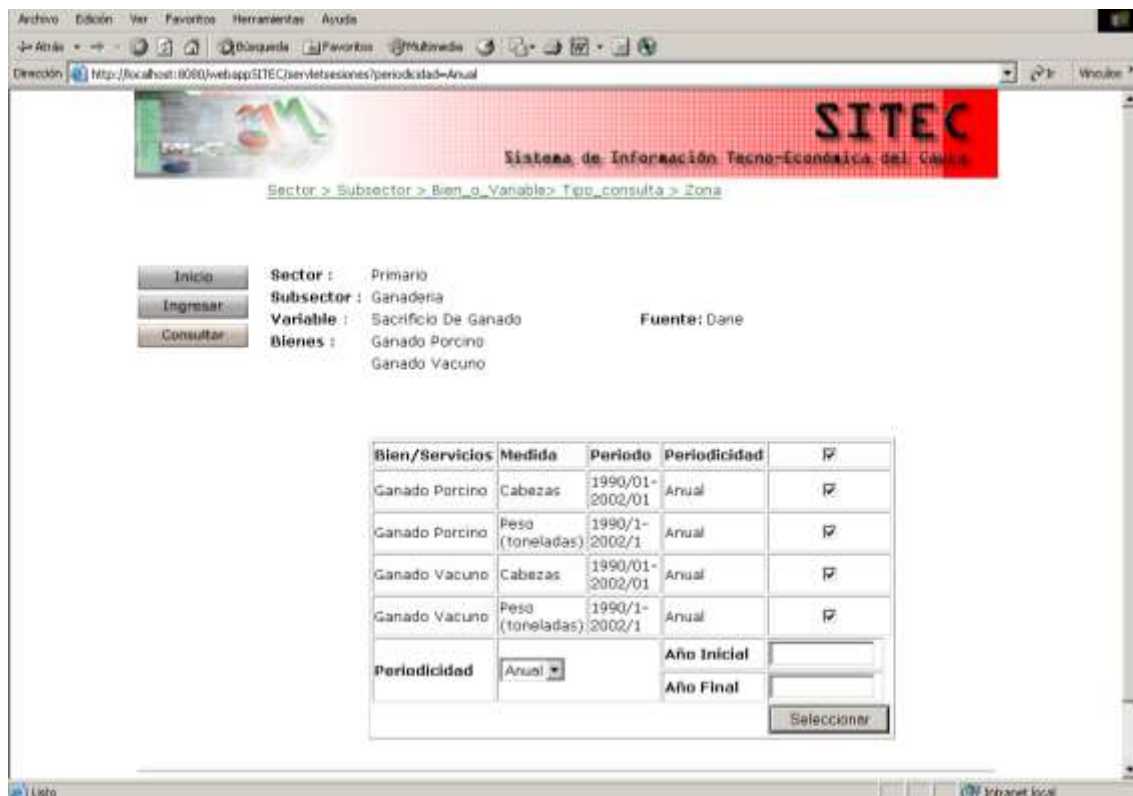 Archivo Edición Ver Favoritos Herramientas Ayuda
Atrás Búsqueda Favoritos Multimedia
Dirección http://localhost:8080/webappSITEC/servletsesiones?periodicidad=Anual Ir Vínculos
SITEC
Sistema de Información Tecno-Económica del Cauca
Sector > Subsector > Bien_o_Variable> Tipo_consulta > Zona
Inicio
Ingresar
Consultar
Sector : Primario
Subsector : Ganaderia
Variable : Sacrificio De Ganado Fuente: Dane
Bienes : Ganado Porcino
Ganado Vacuno
Bien/Servicios Medida Periodo Periodicidad
Ganado Porcino Cabezas 1990/01-2002/01 Anual
Ganado Porcino Peso (toneladas) 1990/1-2002/1 Anual
Ganado Vacuno Cabezas 1990/01-2002/01 Anual
Ganado Vacuno Peso (toneladas) 1990/1-2002/1 Anual
Periodicidad Anual Año Inicial
Año Final
Seleccionar
Listo Intranet local